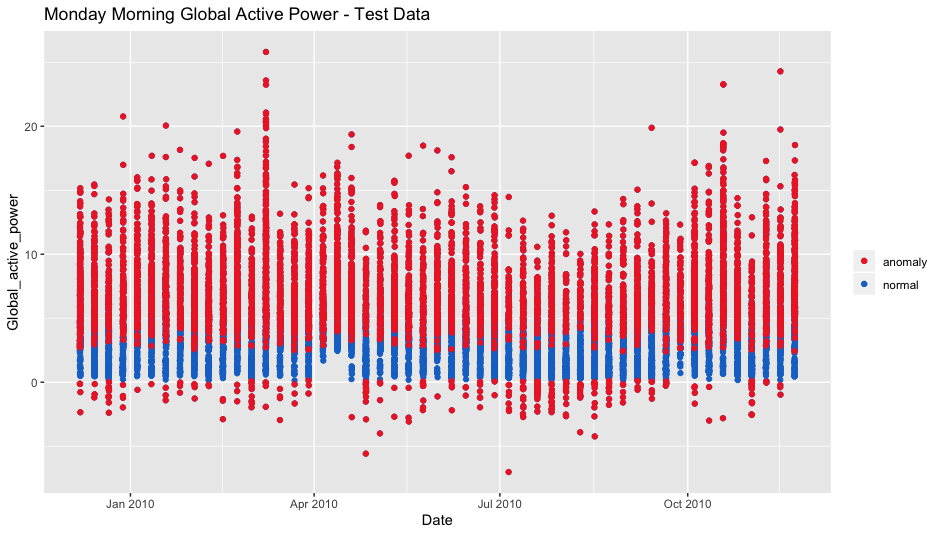 Monday Morning Global Active Power - Test Data
Global_active_power
20
10
0
Jan 2010
Apr 2010
Jul 2010
Oct 2010
Date
anomaly
normal